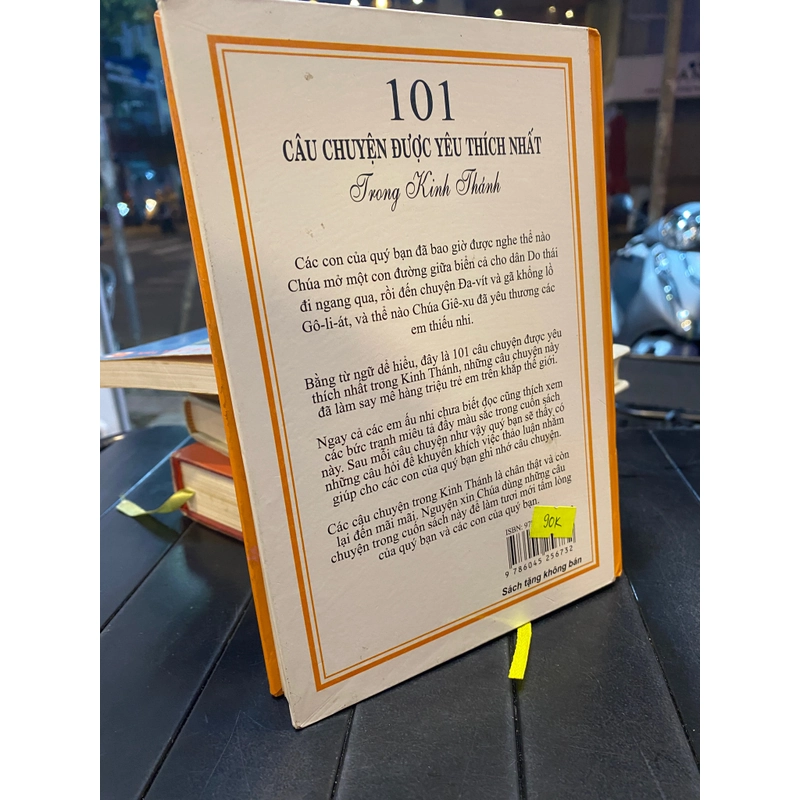 101
CÂU CHUYỆN ĐƯỢC YÊU THÍCH NHẤT
Trong Kinh Thánh
Các con của quý bạn đã bao giờ được nghe thể nào
Chúa mở một con đường giữa biển cả cho dân Do thái
đi ngang qua, rồi đến chuyện Đa-vít và gã khổng lồ
Gô-li-át, và thể nào Chúa Giê-xu đã yêu thương các
em thiếu nhi.
Bằng từ ngữ dể hiểu, đây là 101 câu chuyện được yêu
thích nhất trong Kinh Thánh, những câu chuyện này
đã làm say mê hàng triệu trẻ em trên khắp thế giới.
Ngay cả các em ấu nhi chưa biết đọc cũng thích xem
các bức tranh miêu tả đầy màu sắc trong cuốn sách
này. Sau mỗi câu chuyện như vậy quý bạn sẽ thấy có
những câu hỏi để khuyến khích việc thảo luận nhằm
giúp cho các con của quý bạn ghi nhớ câu chuyện.
Các câu chuyện trong Kinh Thánh là chân thật và còn
lại đến mãi mãi. Nguyện xin Chúa dùng những câu
chuyện trong cuốn sách này để làm tươi mới tấm lòng
của quý bạn và các con của quý bạn.
ISBN: 97
90K
9 786045 256732
Sách tặng không bán